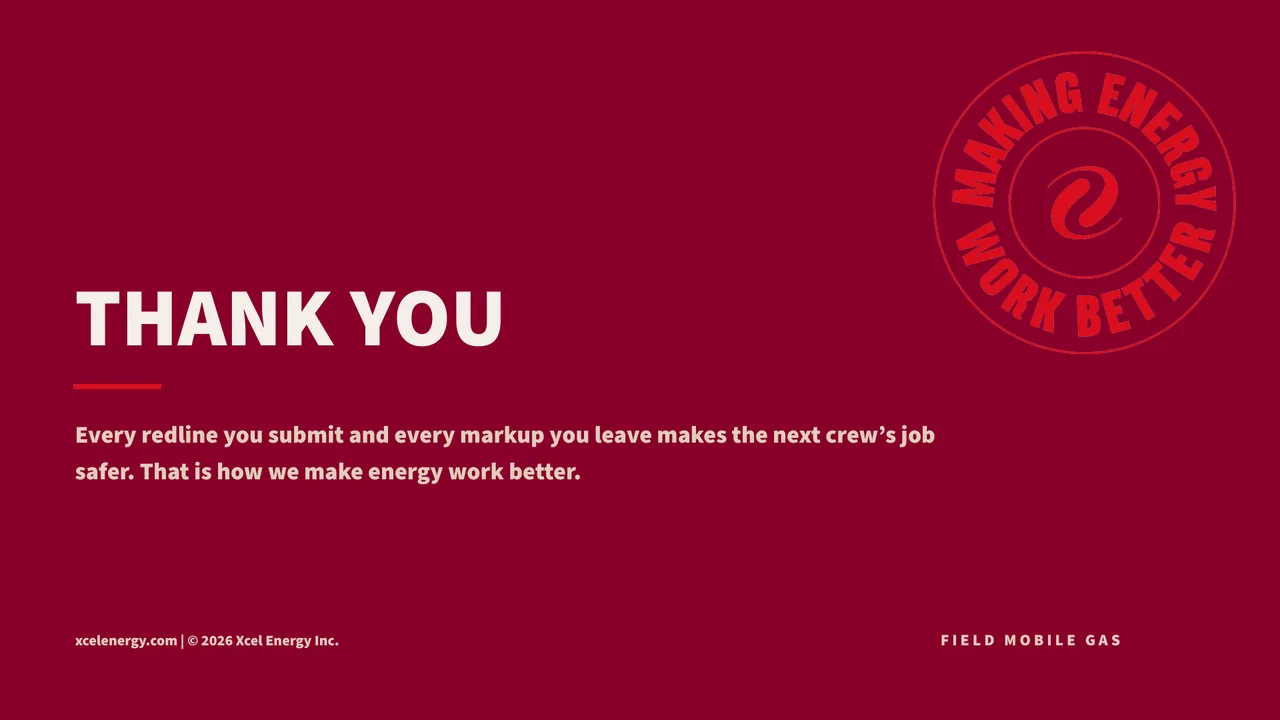 MAKING ENERGY
WORK BETTER
THANK YOU
Every redline you submit and every markup you leave makes the next crew’s job
safer. That is how we make energy work better.
xcelenergy.com | © 2026 Xcel Energy Inc.
FIELD MOBILE GAS